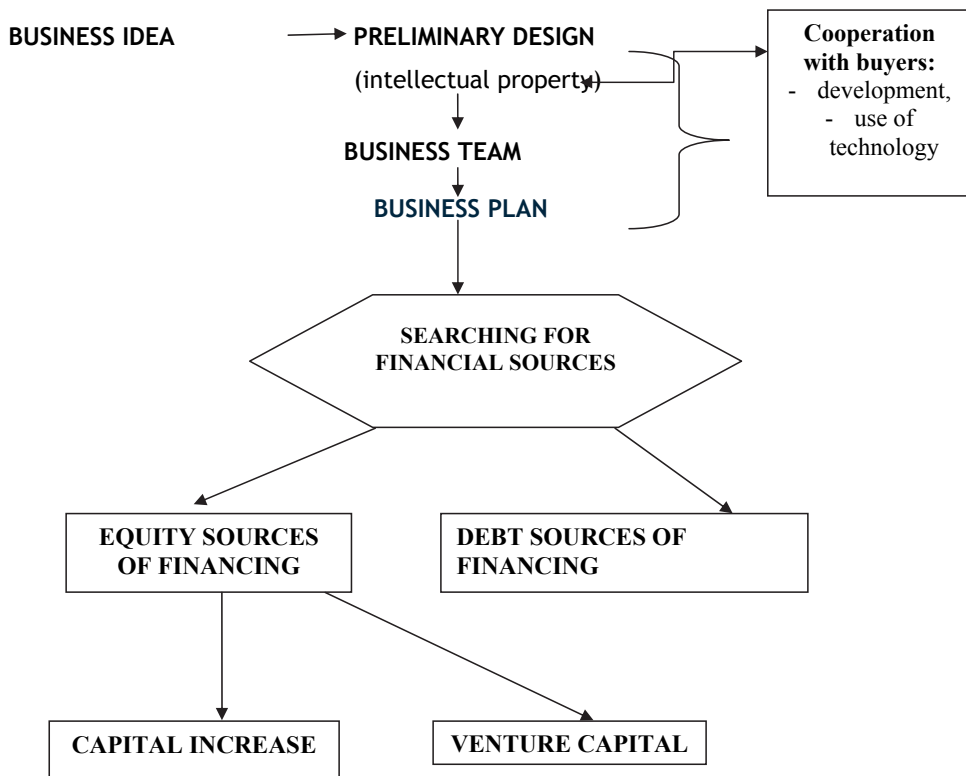 BUSINESS IDEA
PRELIMINARY DESIGN
(intellectual property)
BUSINESS TEAM
BUSINESS PLAN
Cooperation
with buyers:
- development,
- use of
technology
SEARCHING FOR
FINANCIAL SOURCES
EQUITY SOURCES
OF FINANCING
DEBT SOURCES OF
FINANCING
CAPITAL INCREASE
VENTURE CAPITAL